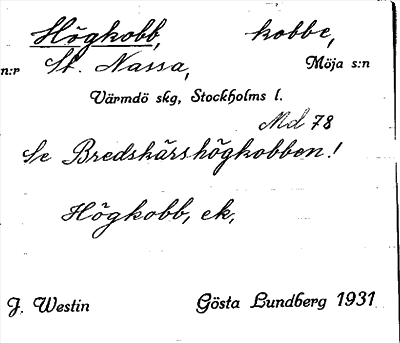 Högkobb, kobbe,
n:r St. Nassa, Möja s:n
Värmdö skg, Stockholms l.
Md 78
Se Bredskärshögkobben!
Högkobb, ek,
J. Westin Gösta Lundberg 1931